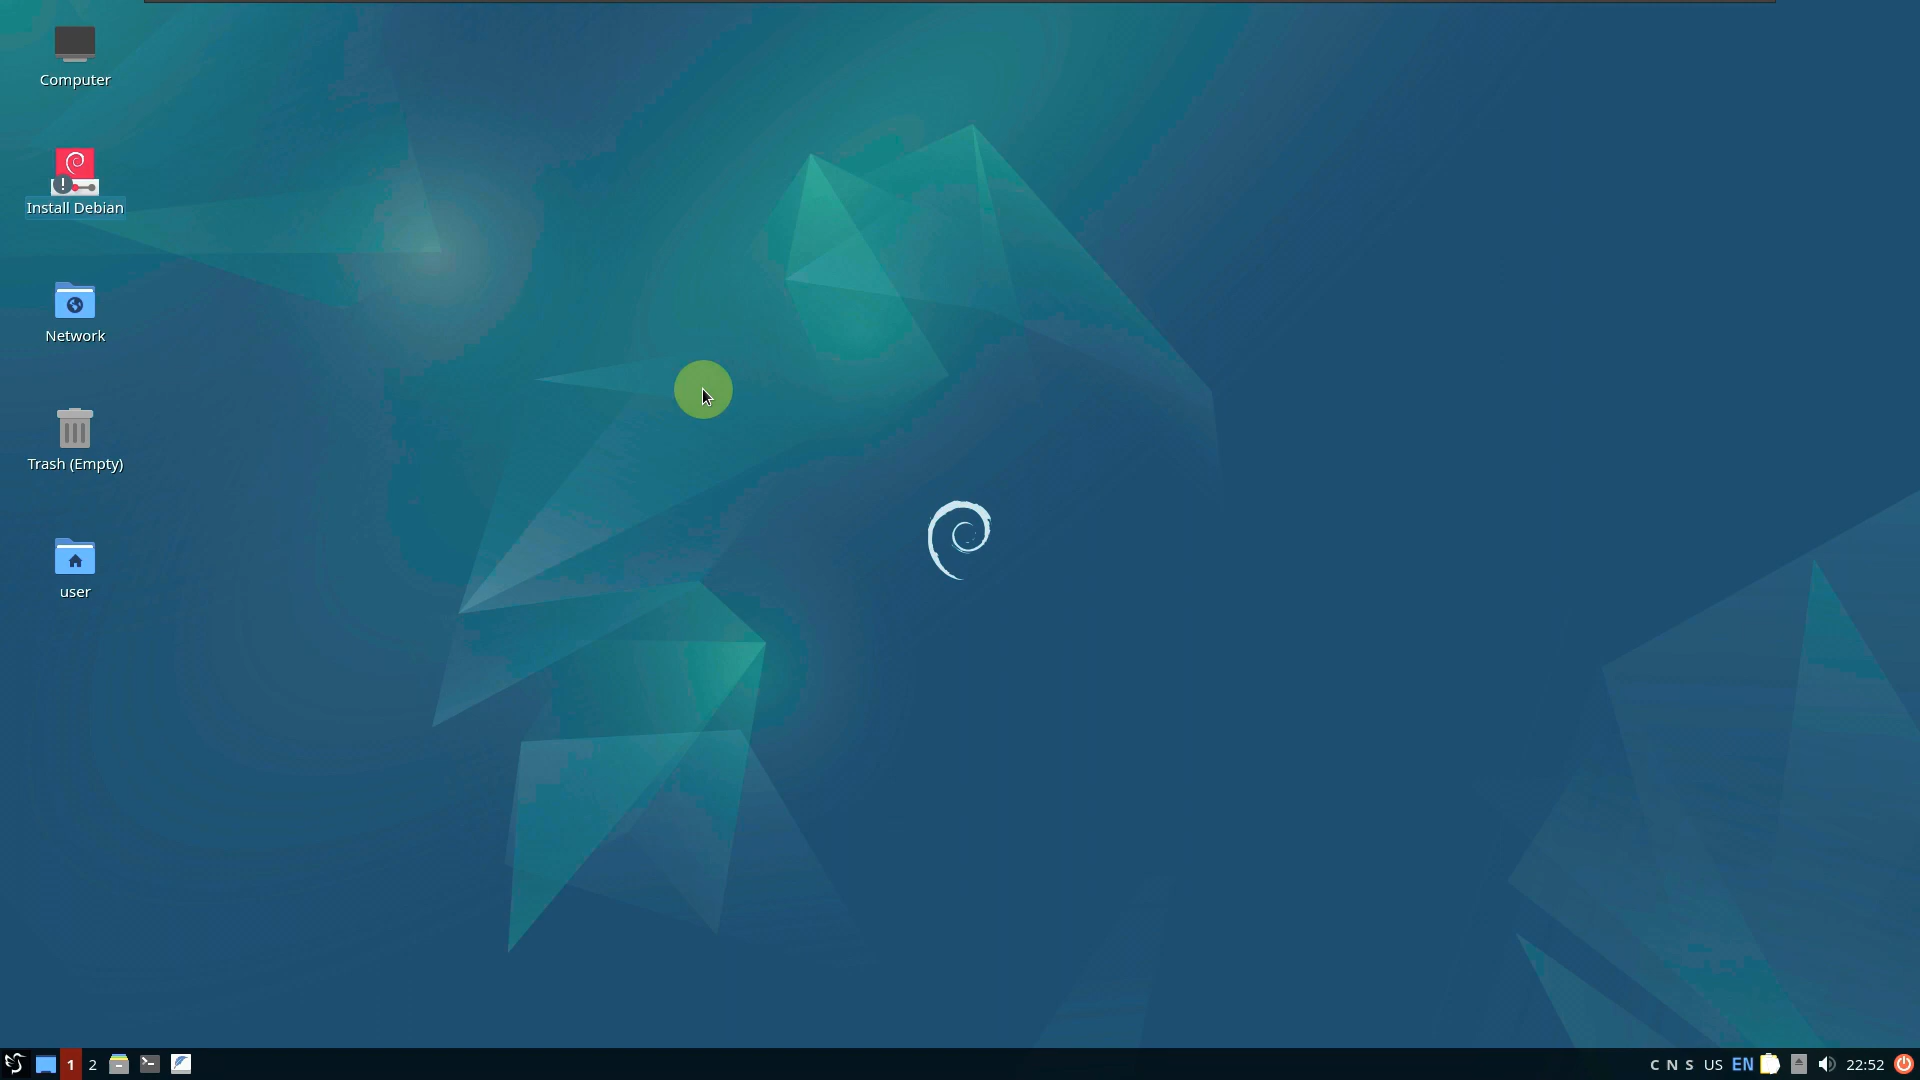 Computer
Install Debian
Network
Trash (Empty)
user
1 2
C N S US EN 22:52